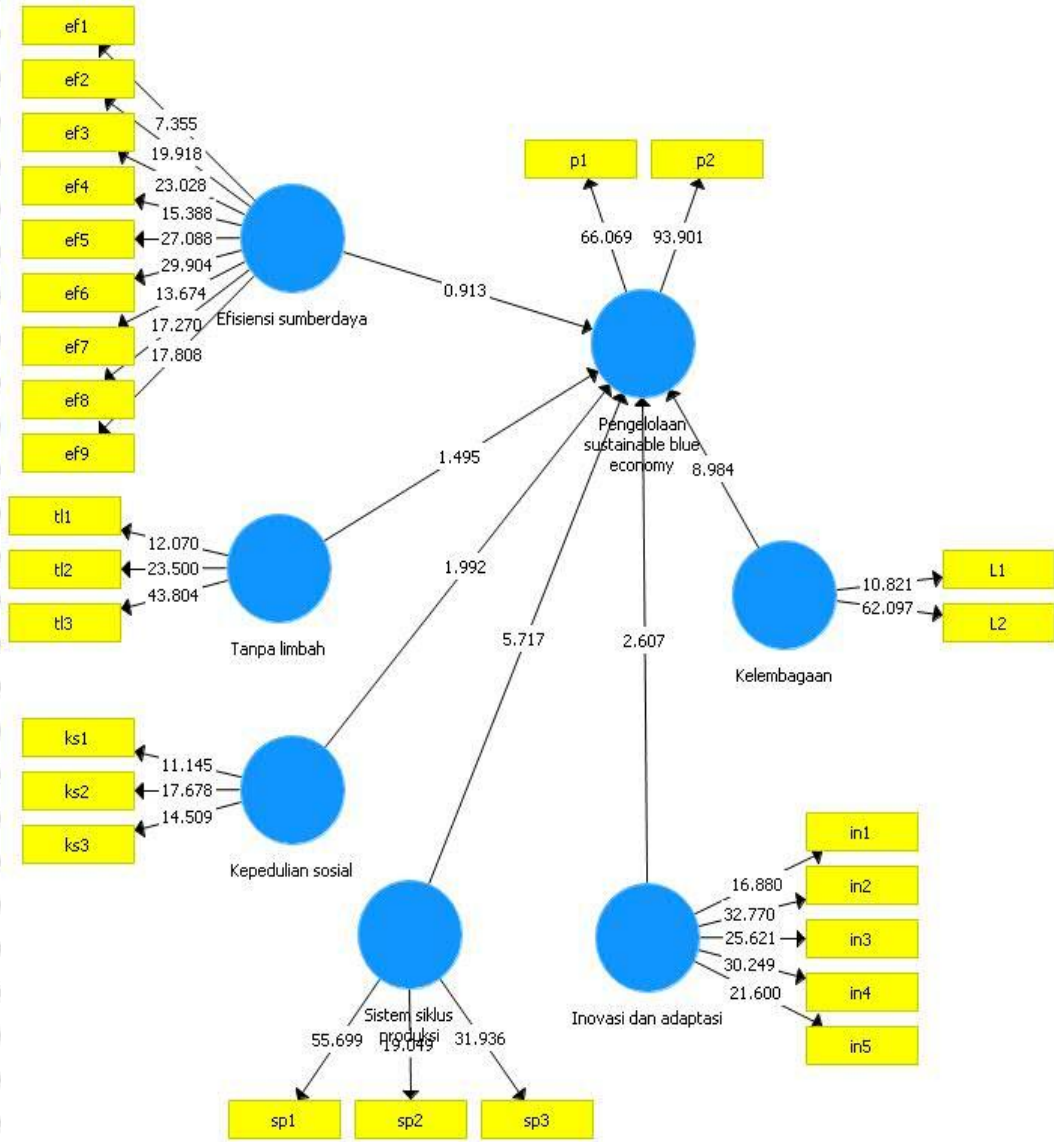 ef1
ef2
ef3
ef4
ef5
ef6
ef7
ef8
ef9
7.355
19.918
23.028
15.388
27.088
29.904
13.674
17.270
17.808
Efisiensi sumberdaya
0.913
p1
p2
66.069
93.901
Pengelolaan
sustainable blue
economy
tl1
tl2
tl3
12.070
23.500
43.804
Tanpa limbah
1.495
ks1
ks2
ks3
11.145
17.678
14.509
Kepedulian sosial
1.992
5.717
2.607
8.984
Kelembagaan
10.821
62.097
L1
L2
Sistem siklus
produksi
55.699
19.049
31.936
sp1
sp2
sp3
Inovasi dan adaptasi
16.880
32.770
25.621
30.249
21.600
in1
in2
in3
in4
in5